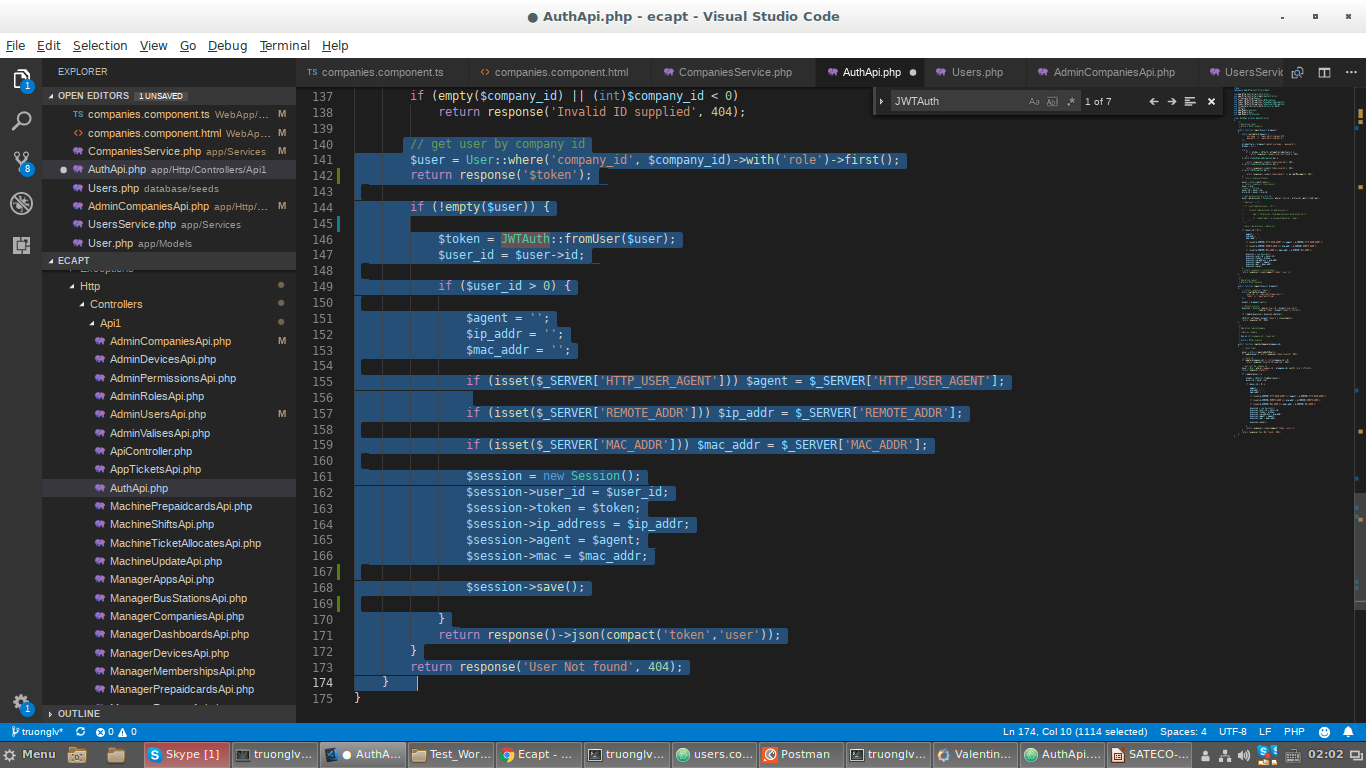 ● AuthApi.php - ecapt - Visual Studio Code
File Edit Selection View Go Debug Terminal Help
EXPLORER
OPEN EDITORS 1 UNSAVED
TS companies.component.ts WebApp/...
<> companies.component.html WebAp...
CompaniesService.php app/Services
AuthApi.php app/Http/Controllers/Api1
Users.php database/seeds
AdminCompaniesApi.php app/Http/... M
UsersService.php app/Services
User.php app/Models
ECAPT
Http
Controllers
Api1
AdminCompaniesApi.php M
AdminDevicesApi.php
AdminPermissionsApi.php
AdminRolesApi.php
AdminUsersApi.php M
AdminValisesApi.php
ApiController.php
AppTicketsApi.php
AuthApi.php
MachinePrepaidcardsApi.php
MachineShiftsApi.php
MachineTicketAllocatesApi.php
MachineUpdateApi.php
ManagerAppsApi.php
ManagerBusStationsApi.php
ManagerCompaniesApi.php
ManagerDashboardsApi.php
ManagerDevicesApi.php
ManagerMembershipsApi.php
ManagerPrepaidcardsApi.php
OUTLINE
TS companies.component.ts <> companies.component.html CompaniesService.php AuthApi.php ● Users.php AdminCompaniesApi.php UsersServic
JWTAuth Aa Abl .* 1 of 7
137 if (empty($company_id) || (int)$company_id < 0)
138 return response('Invalid ID supplied', 404);
139
140 // get user by company id
141 $user = User::where('company_id', $company_id)->with('role')->first();
142 return response('$token');
143
144 if (!empty($user)) {
145
146 $token = JWTAuth::fromUser($user);
147 $user_id = $user->id;
148
149 if ($user_id > 0) {
150
151 $agent = '';
152 $ip_addr = '';
153 $mac_addr = '';
154
155 if (isset($_SERVER['HTTP_USER_AGENT'])) $agent = $_SERVER['HTTP_USER_AGENT'];
156
157 if (isset($_SERVER['REMOTE_ADDR'])) $ip_addr = $_SERVER['REMOTE_ADDR'];
158
159 if (isset($_SERVER['MAC_ADDR'])) $mac_addr = $_SERVER['MAC_ADDR'];
160
161 $session = new Session();
162 $session->user_id = $user_id;
163 $session->token = $token;
164 $session->ip_address = $ip_addr;
165 $session->agent = $agent;
166 $session->mac = $mac_addr;
167
168 $session->save();
169
170 }
171 return response()->json(compact('token','user'));
172 }
173 return response('User Not found', 404);
174 }
175 }
truonglv* 0 0 Ln 174, Col 10 (1114 selected) Spaces: 4 UTF-8 LF PHP
Menu Skype [1] truonglv... ● AuthA... Test_Wor... Ecapt - ... truonglv... users.co... Postman truonglv... Valentin... AuthApi.... SATECO-... 02:02